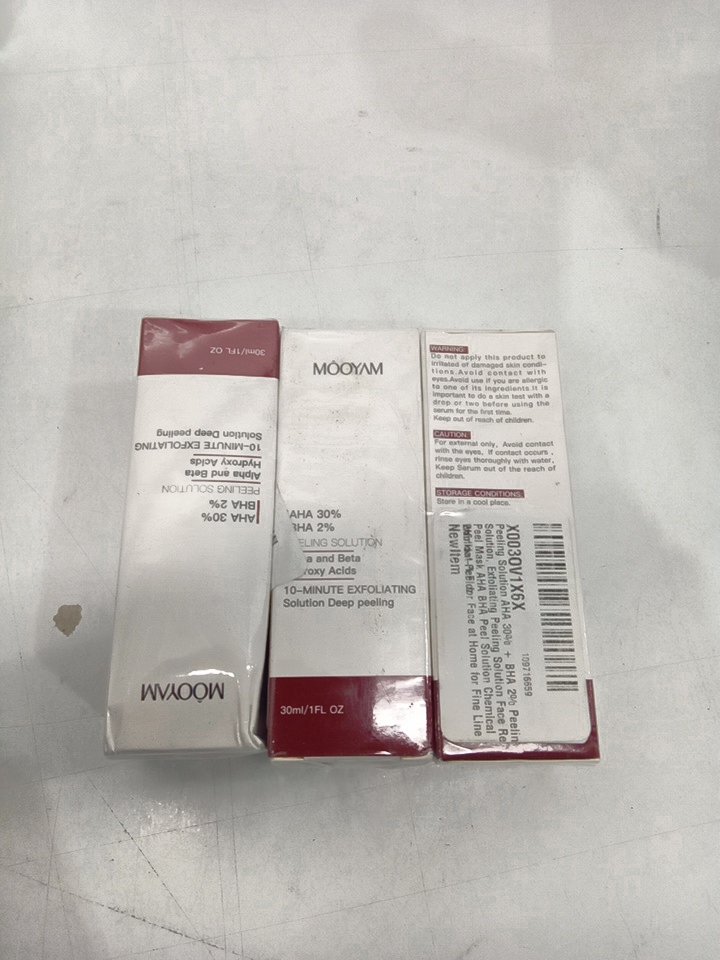 30ml/1FL OZ
MOOYAM
AHA 30%
BHA 2%
PEELING SOLUTION
Alpha and Beta
Hydroxy Acids
10-MINUTE EXFOLIATING
Solution Deep peeling
MOOYAM
AHA 30%
BHA 2%
ELING SOLUTION
a and Beta
roxy Acids
10-MINUTE EXFOLIATING
Solution Deep peeling
30ml/1FL OZ
WARNING:
Do not apply this product to
irritated of damaged skin condi-
tions.Avoid contact with
eyes.Avoid use if you are allergic
to one of its ingredients.It is
important to do a skin test with a
drop or two before using the
serum for the first time.
Keep out of reach of children.
CAUTION:
For external only, Avoid contact
with the eyes, If contact occurs ,
rinse eyes thoroughly with water,
Keep Serum out of the reach of
children.
STORAGE CONDITIONS:
Store in a cool place.
109716659
X0030V1X6X
Peeling Solution AHA 30% + BHA 2% Peelin
Solution, Exfoliating Peeling Solution Face Re
Peel Mask AHA BHA Peel Solution Chemical
for Face at Home for Fine Line
NewItem